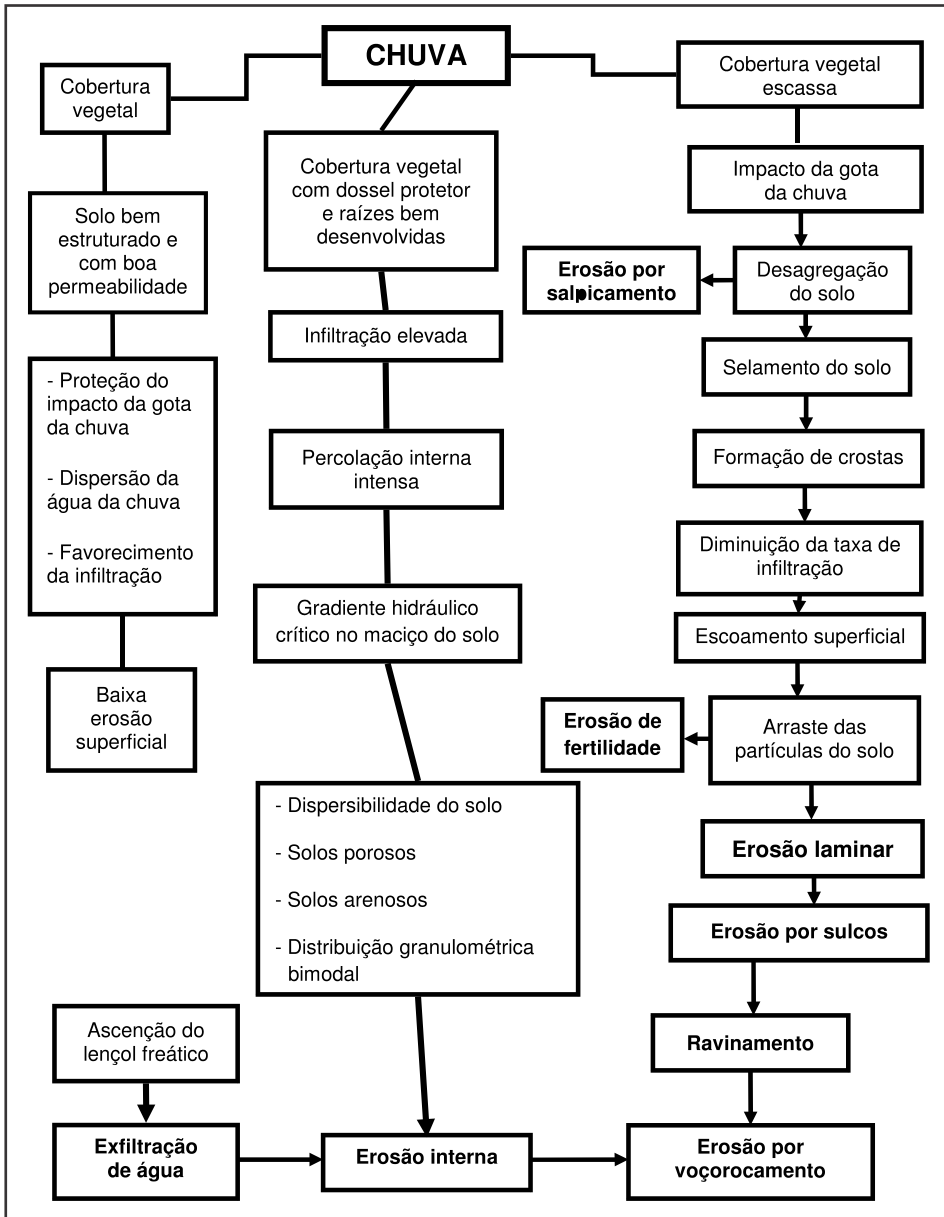 CHUVA
Cobertura
vegetal
Solo bem
estruturado e
com boa
permeabilidade
- Proteção do
impacto da gota
da chuva
- Dispersão da
água da chuva
- Favorecimento
da infiltração
Baixa
erosão
superficial
Cobertura vegetal
com dossel protetor
e raízes bem
desenvolvidas
Infiltração elevada
Percolação interna
intensa
Gradiente hidráulico
crítico no maciço do solo
- Dispersibilidade do solo
- Solos porosos
- Solos arenosos
- Distribuição granulométrica
bimodal
Cobertura vegetal
escassa
Impacto da gota
da chuva
Desagregação
do solo
Erosão por
salpicamento
Selamento do solo
Formação de crostas
Diminuição da taxa de
infiltração
Escoamento superficial
Arraste das
partículas do solo
Erosão de
fertilidade
Erosão laminar
Erosão por sulcos
Ravinamento
Ascenção do
lençol freático
Exfiltração
de água
Erosão interna
Erosão por
voçorocamento